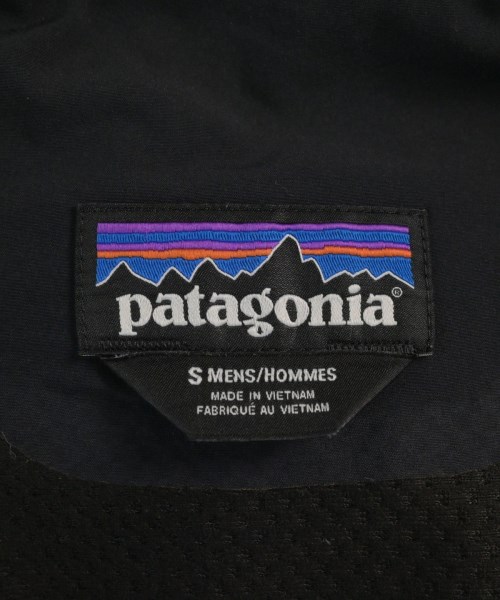 patagonia®
S MENS/HOMMES
MADE IN VIETNAM
FABRIQUÉ AU VIETNAM